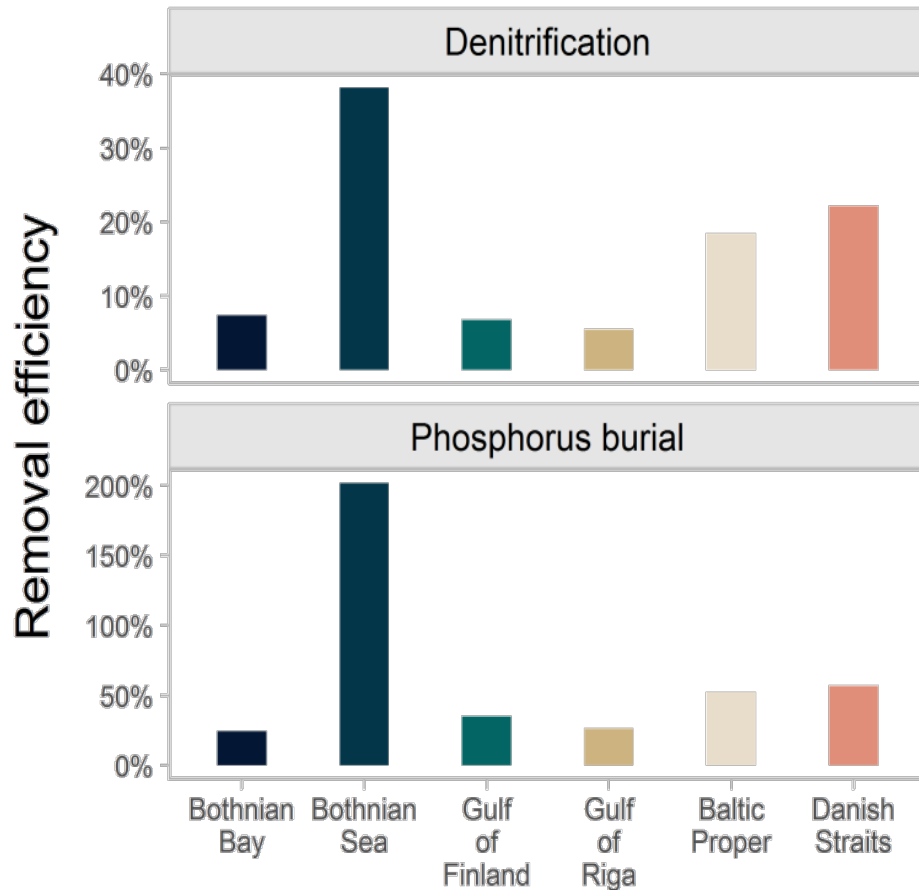 Removal efficiency
Denitrification
40%
30%
20%
10%
0%
Phosphorus burial
200%
150%
100%
50%
0%
Bothnian
Bay
Bothnian
Sea
Gulf
of
Finland
Gulf
of
Riga
Baltic
Proper
Danish
Straits